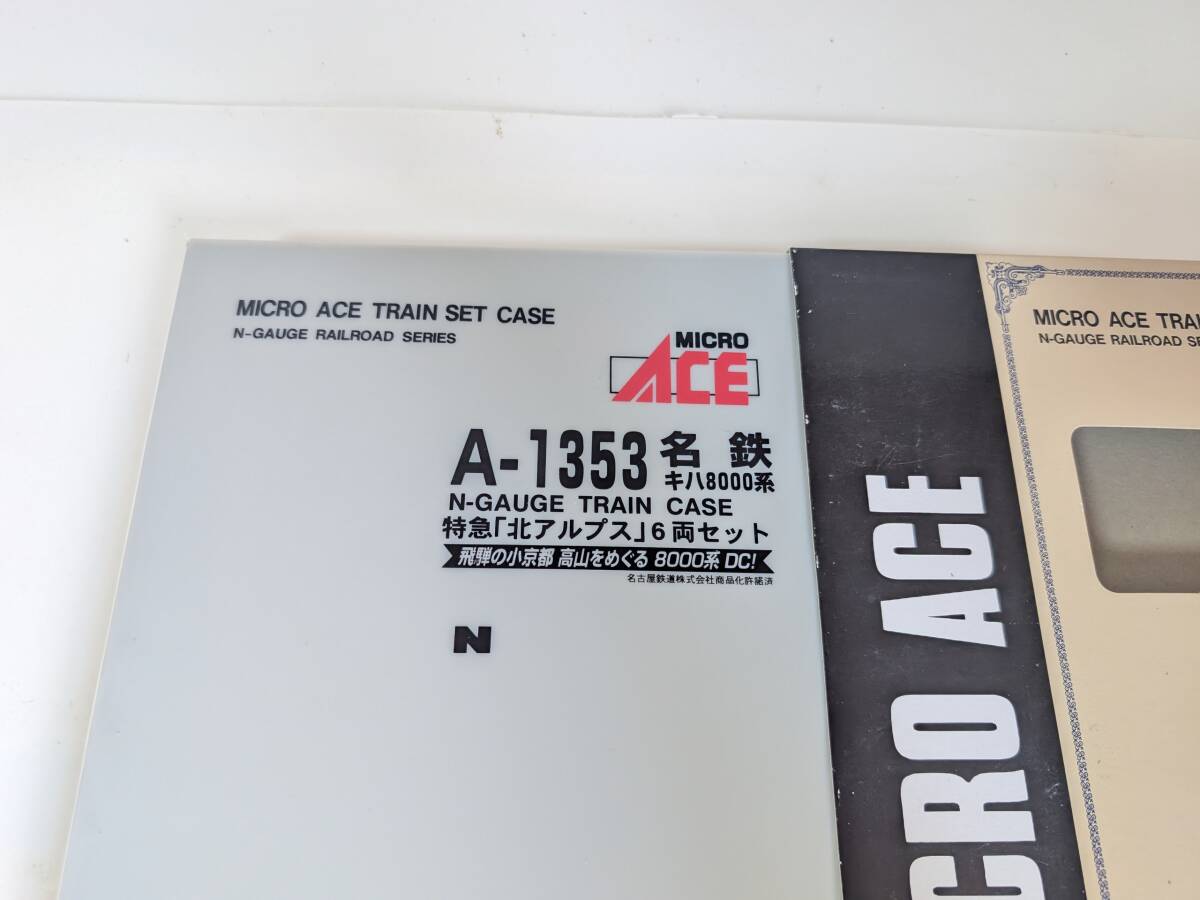 MICRO ACE TRAIN SET CASE
N-GAUGE RAILROAD SERIES
MICRO
ACE
A-1353 名鉄
キハ8000系
N-GAUGE TRAIN CASE
特急「北アルプス」6両セット
飛騨の小京都 高山をめぐる 8000系 DC!
名古屋鉄道株式会社商品化許諾済
N
CRO ACE
MICRO ACE TRAI
N-GAUGE RAILROAD SE